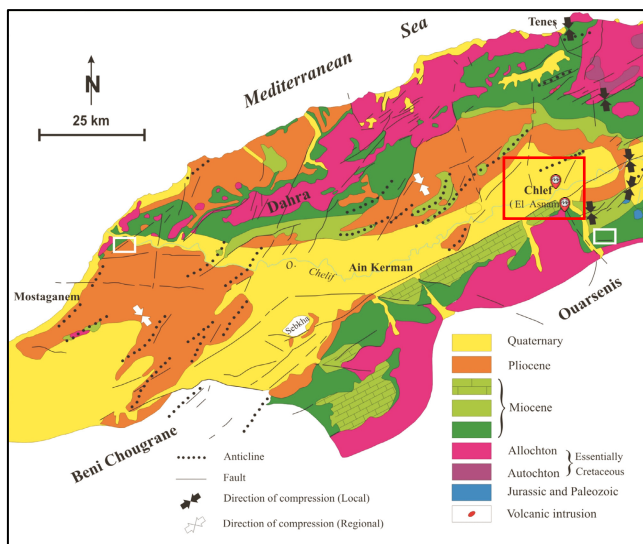 Tenes
Mediterranean Sea
N
25 km
Dahra
Chlef
(El Asnam)
O. Chelif
Ain Kerman
Mostaganem
Sebkha
Ouarsenis
Beni Chougrane
Quaternary
Pliocene
Miocene
Allochton
Autochton
Essentially
Cretaceous
Jurassic and Paleozoic
Volcanic intrusion
Anticline
Fault
Direction of compression (Local)
Direction of compression (Regional)